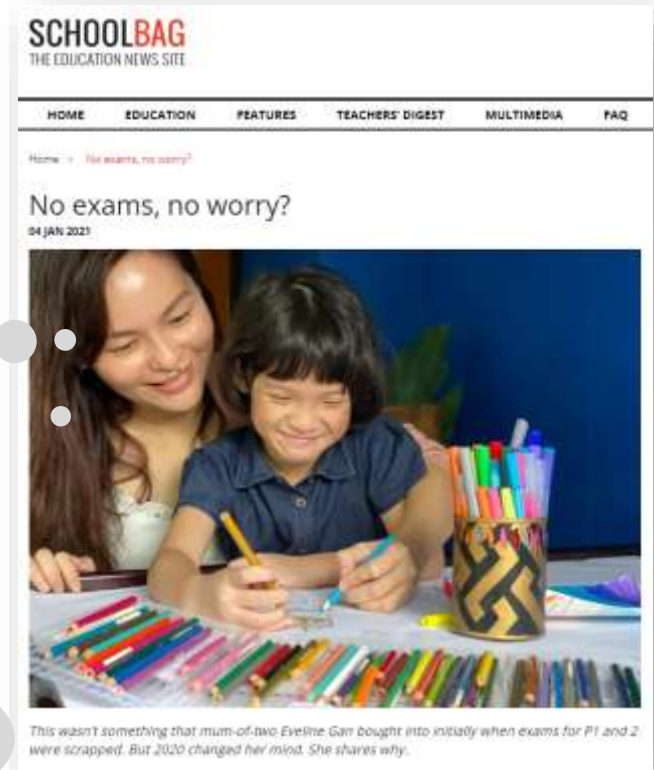 SCHOOLBAG
THE EDUCATION NEWS SITE
HOME EDUCATION FEATURES TEACHERS' DIGEST MULTIMEDIA FAQ
Home > No exams, no worry?
No exams, no worry?
04 JAN 2021
This wasn't something that mum-of-two Eveline Gan bought into initially when exams for P1 and 2
were scrapped. But 2020 changed her mind. She shares why.